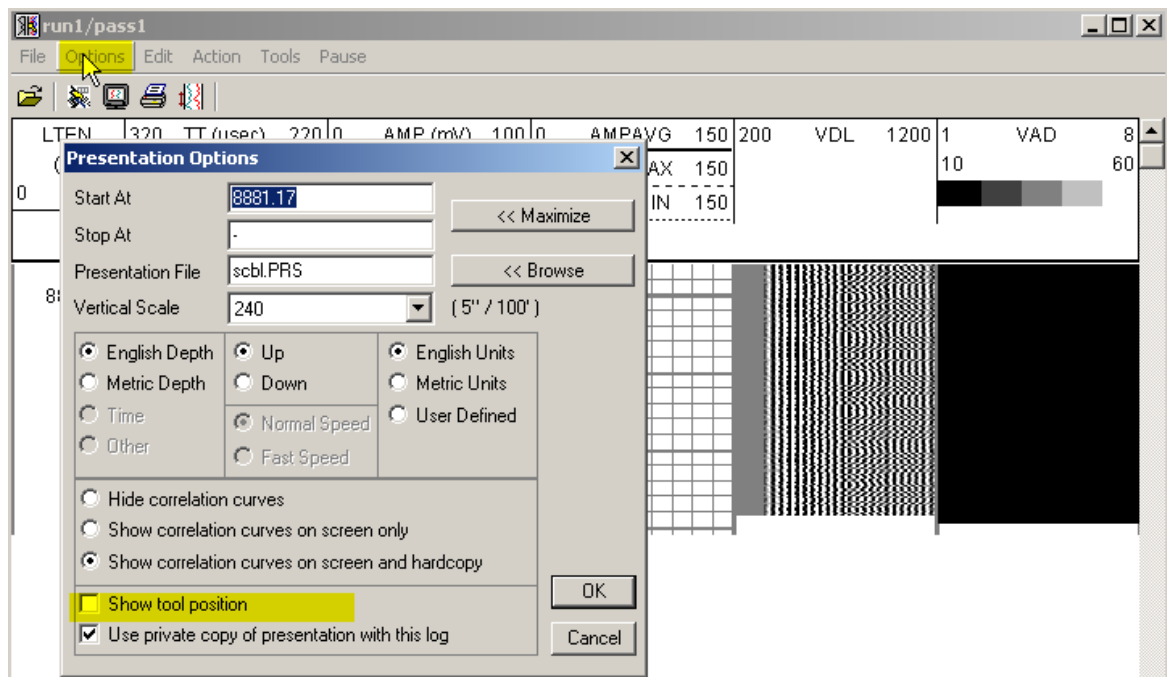 run1/pass1
File Options Edit Action Tools Pause
LTEN 320 TT (usec) 220 0 AMP (mV) 100 0 AMPAVG 150 200 VDL 1200 1 VAD 8
(
AX 150 10 60
0 IN 150
Presentation Options
Start At 8881.17 << Maximize
Stop At -
Presentation File scbl.PRS << Browse
88
Vertical Scale 240 ( 5'' / 100' )
English Depth Up English Units
Metric Depth Down Metric Units
Time Normal Speed User Defined
Other Fast Speed
Hide correlation curves
Show correlation curves on screen only
Show correlation curves on screen and hardcopy
Show tool position OK
Use private copy of presentation with this log Cancel